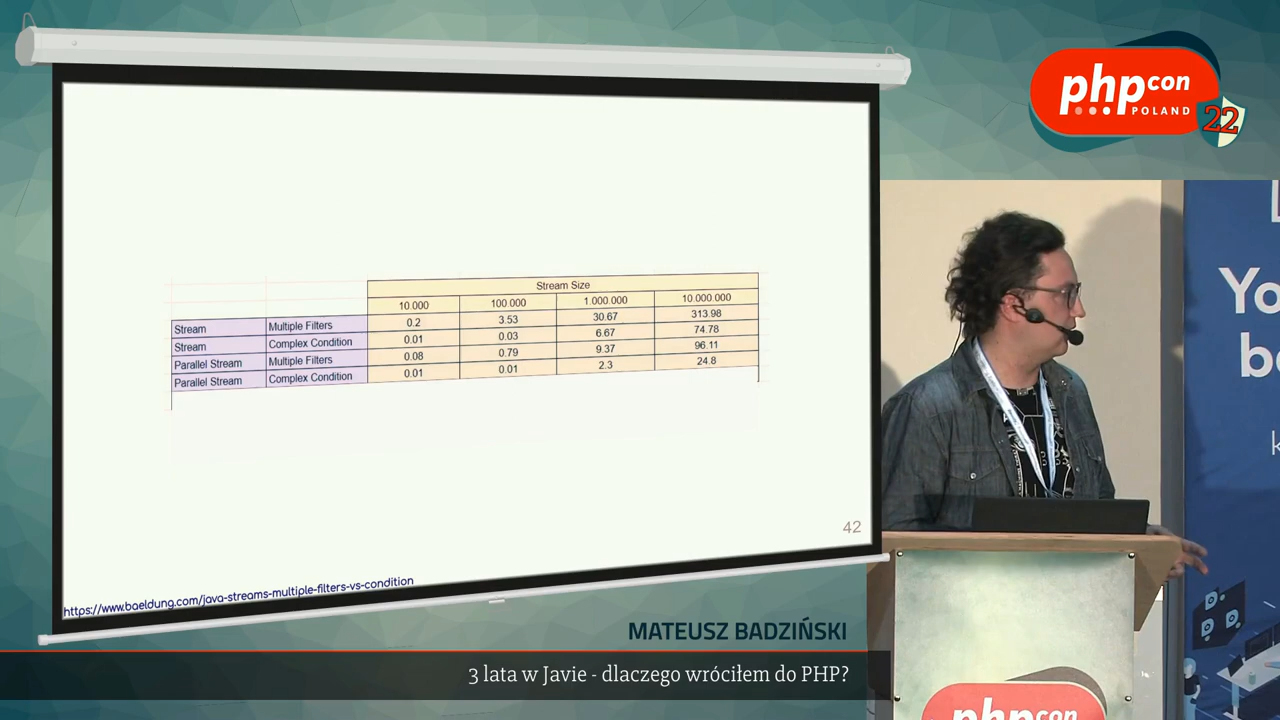 php con
POLAND
22
Stream Size
10.000 100.000 1.000.000 10.000.000
Stream Multiple Filters 0.2 3.53 30.67 313.98
Stream Complex Condition 0.01 0.03 6.67 74.78
Parallel Stream Multiple Filters 0.08 0.79 9.37 96.11
Parallel Stream Complex Condition 0.01 0.01 2.3 24.8
42
https://www.baeldung.com/java-streams-multiple-filters-vs-condition
MATEUSZ BADZIŃSKI
3 lata w Javie - dlaczego wróciłem do PHP?
php con